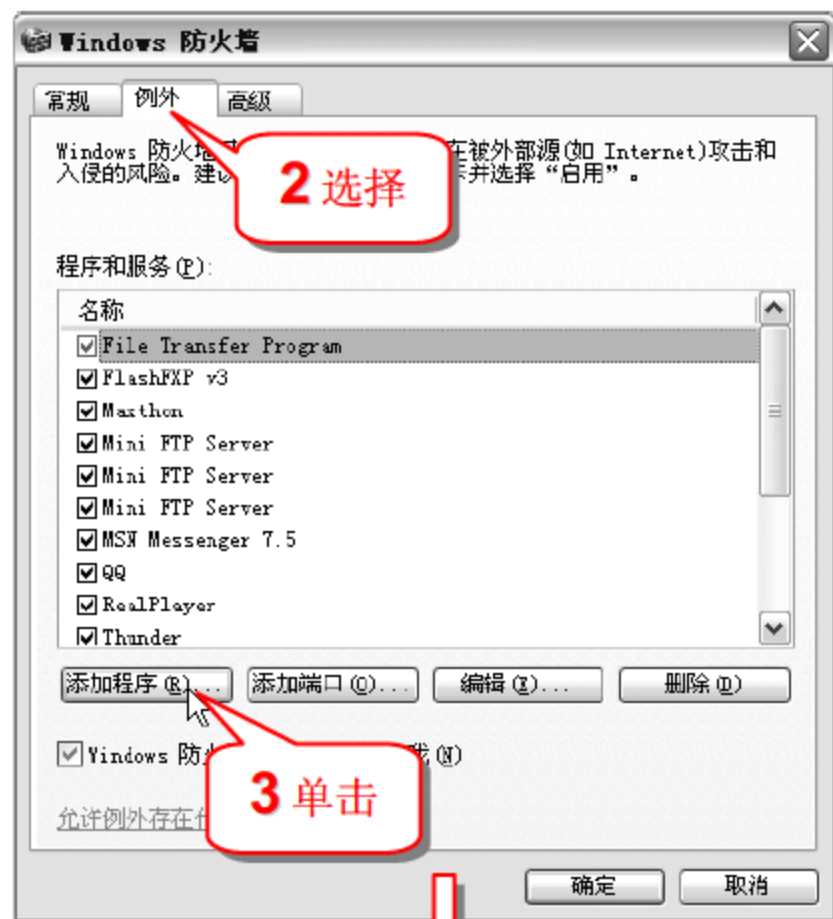 Windows 防火墙
常规 例外 高级
Windows 防火墙 在被外部源(如 Internet)攻击和
入侵的风险。建议 卡并选择“启用”。
2 选择
程序和服务(P):
名称
File Transfer Program
FlashFXP v3
Maxthon
Mini FTP Server
Mini FTP Server
Mini FTP Server
MSN Messenger 7.5
QQ
RealPlayer
Thunder
添加程序(R)... 添加端口(O)... 编辑(E)... 删除(D)
Windows 防 我(N)
3 单击
允许例外存在什
确定 取消